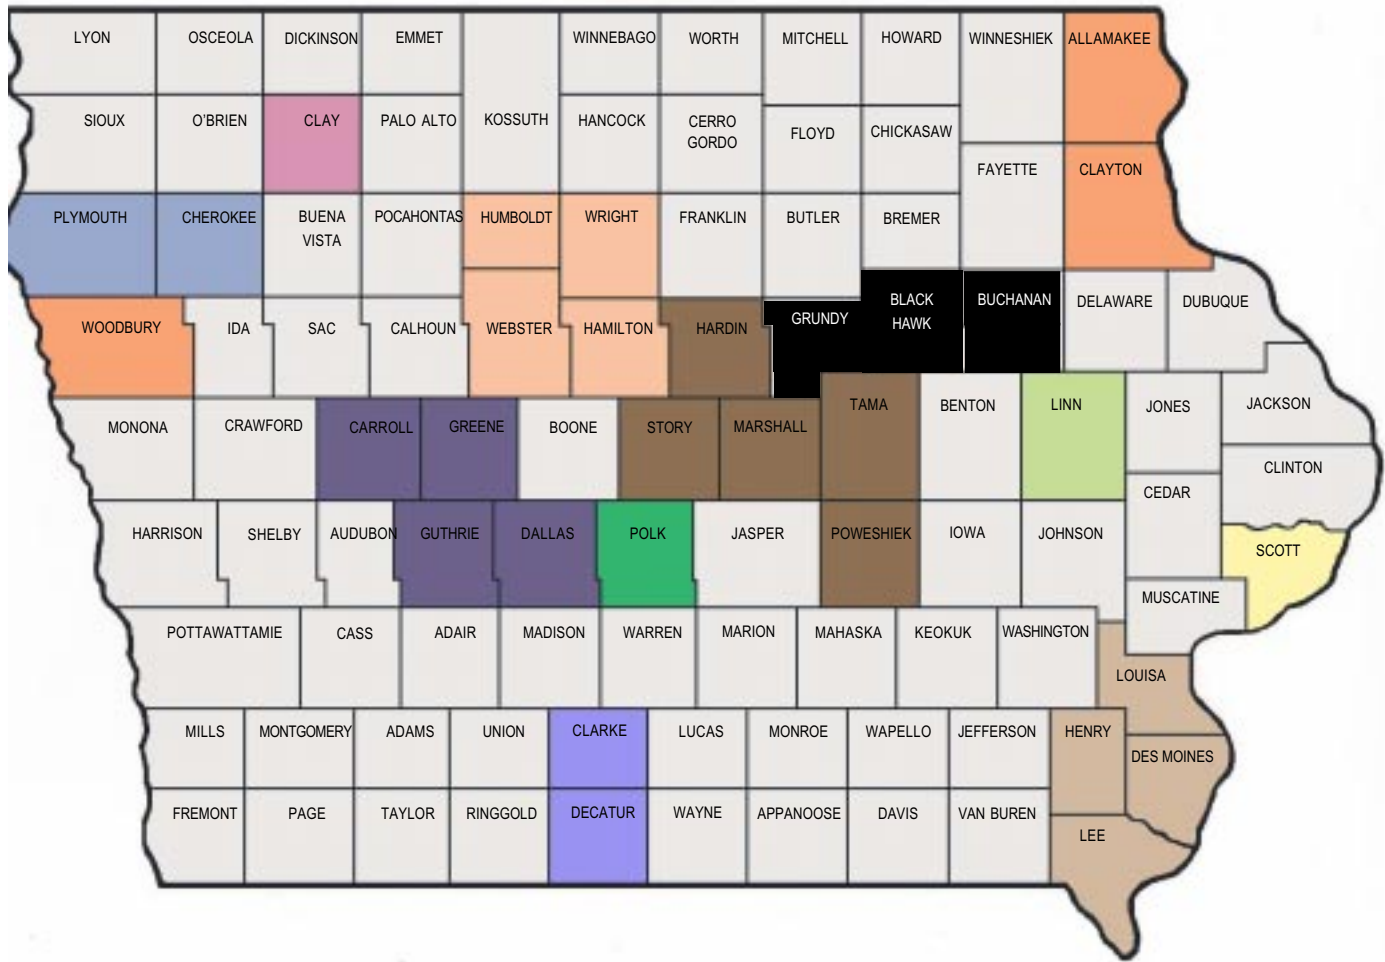 LYON
OSCEOLA
DICKINSON
EMMET
WINNEBAGO
WORTH
MITCHELL
HOWARD
WINNESHIEK
ALLAMAKEE
SIOUX
O'BRIEN
CLAY
PALO ALTO
KOSSUTH
HANCOCK
CERRO
GORDO
FLOYD
CHICKASAW
FAYETTE
CLAYTON
PLYMOUTH
CHEROKEE
BUENA
VISTA
POCAHONTAS
HUMBOLDT
WRIGHT
FRANKLIN
BUTLER
BREMER
WOODBURY
IDA
SAC
CALHOUN
WEBSTER
HAMILTON
HARDIN
GRUNDY
BLACK
HAWK
BUCHANAN
DELAWARE
DUBUQUE
MONONA
CRAWFORD
CARROLL
GREENE
BOONE
STORY
MARSHALL
TAMA
BENTON
LINN
JONES
JACKSON
CLINTON
CEDAR
HARRISON
SHELBY
AUDUBON
GUTHRIE
DALLAS
POLK
JASPER
POWESHIEK
IOWA
JOHNSON
SCOTT
MUSCATINE
POTTAWATTAMIE
CASS
ADAIR
MADISON
WARREN
MARION
MAHASKA
KEOKUK
WASHINGTON
LOUISA
MILLS
MONTGOMERY
ADAMS
UNION
CLARKE
LUCAS
MONROE
WAPELLO
JEFFERSON
HENRY
DES MOINES
FREMONT
PAGE
TAYLOR
RINGGOLD
DECATUR
WAYNE
APPANOOSE
DAVIS
VAN BUREN
LEE